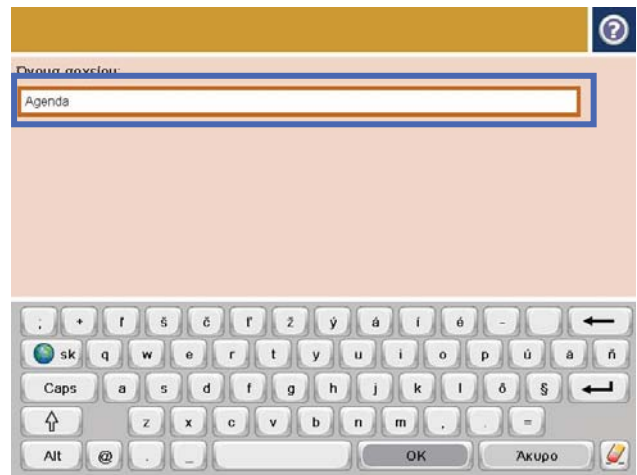 ?
Όνομα αρχείου:
Agenda
; + ľ š č ť ž ý á í é -
sk q w e r t y u i o p ú ä ň
Caps a s d f g h j k l ô §
z x c v b n m , . =
Alt @ . _ OK Άκυρο